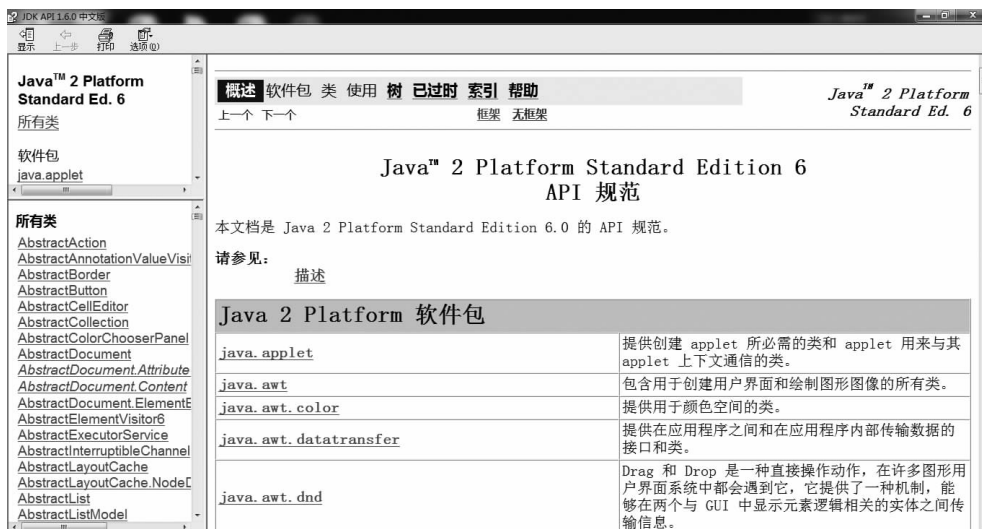 JDK API 1.6.0 中文版
显示 上一步 打印 选项(O)
Java™ 2 Platform
Standard Ed. 6
所有类
软件包
java.applet
所有类
AbstractAction
AbstractAnnotationValueVisi
AbstractBorder
AbstractButton
AbstractCellEditor
AbstractCollection
AbstractColorChooserPanel
AbstractDocument
AbstractDocument.Attribute
AbstractDocument.Content
AbstractDocument.ElementE
AbstractElementVisitor6
AbstractExecutorService
AbstractInterruptibleChannel
AbstractLayoutCache
AbstractLayoutCache.NodeD
AbstractList
AbstractListModel
概述 软件包 类 使用 树 已过时 索引 帮助
Java™ 2 Platform
Standard Ed. 6
上一个 下一个 框架 无框架
Java™ 2 Platform Standard Edition 6
API 规范
本文档是 Java 2 Platform Standard Edition 6.0 的 API 规范。
请参见：
描述
Java 2 Platform 软件包
java.applet
提供创建 applet 所必需的类和 applet 用来与其
applet 上下文通信的类。
java.awt
包含用于创建用户界面和绘制图形图像的所有类。
java.awt.color
提供用于颜色空间的类。
java.awt.datatransfer
提供在应用程序之间和在应用程序内部传输数据的
接口和类。
java.awt.dnd
Drag 和 Drop 是一种直接操作动作，在许多图形用
户界面系统中都会遇到它，它提供了一种机制，能
够在两个与 GUI 中显示元素逻辑相关的实体之间传
输信息。